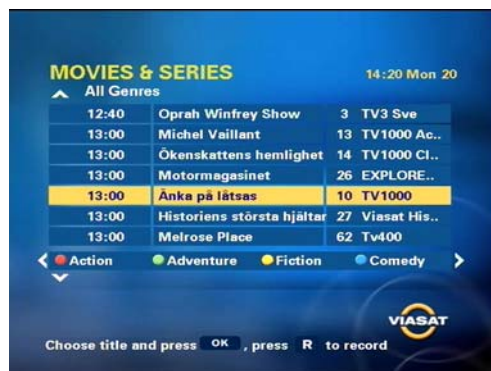 MOVIES & SERIES
14:20 Mon 20
All Genres
12:40 Oprah Winfrey Show 3 TV3 Sve
13:00 Michel Vaillant 13 TV1000 Ac..
13:00 Ökenskattens hemlighet 14 TV1000 Cl..
13:00 Motormagasinet 26 EXPLORE..
13:00 Änka på låtsas 10 TV1000
13:00 Historiens största hjältar 27 Viasat His..
13:00 Melrose Place 62 Tv400
Action Adventure Fiction Comedy
VIASAT
Choose title and press OK , press R to record